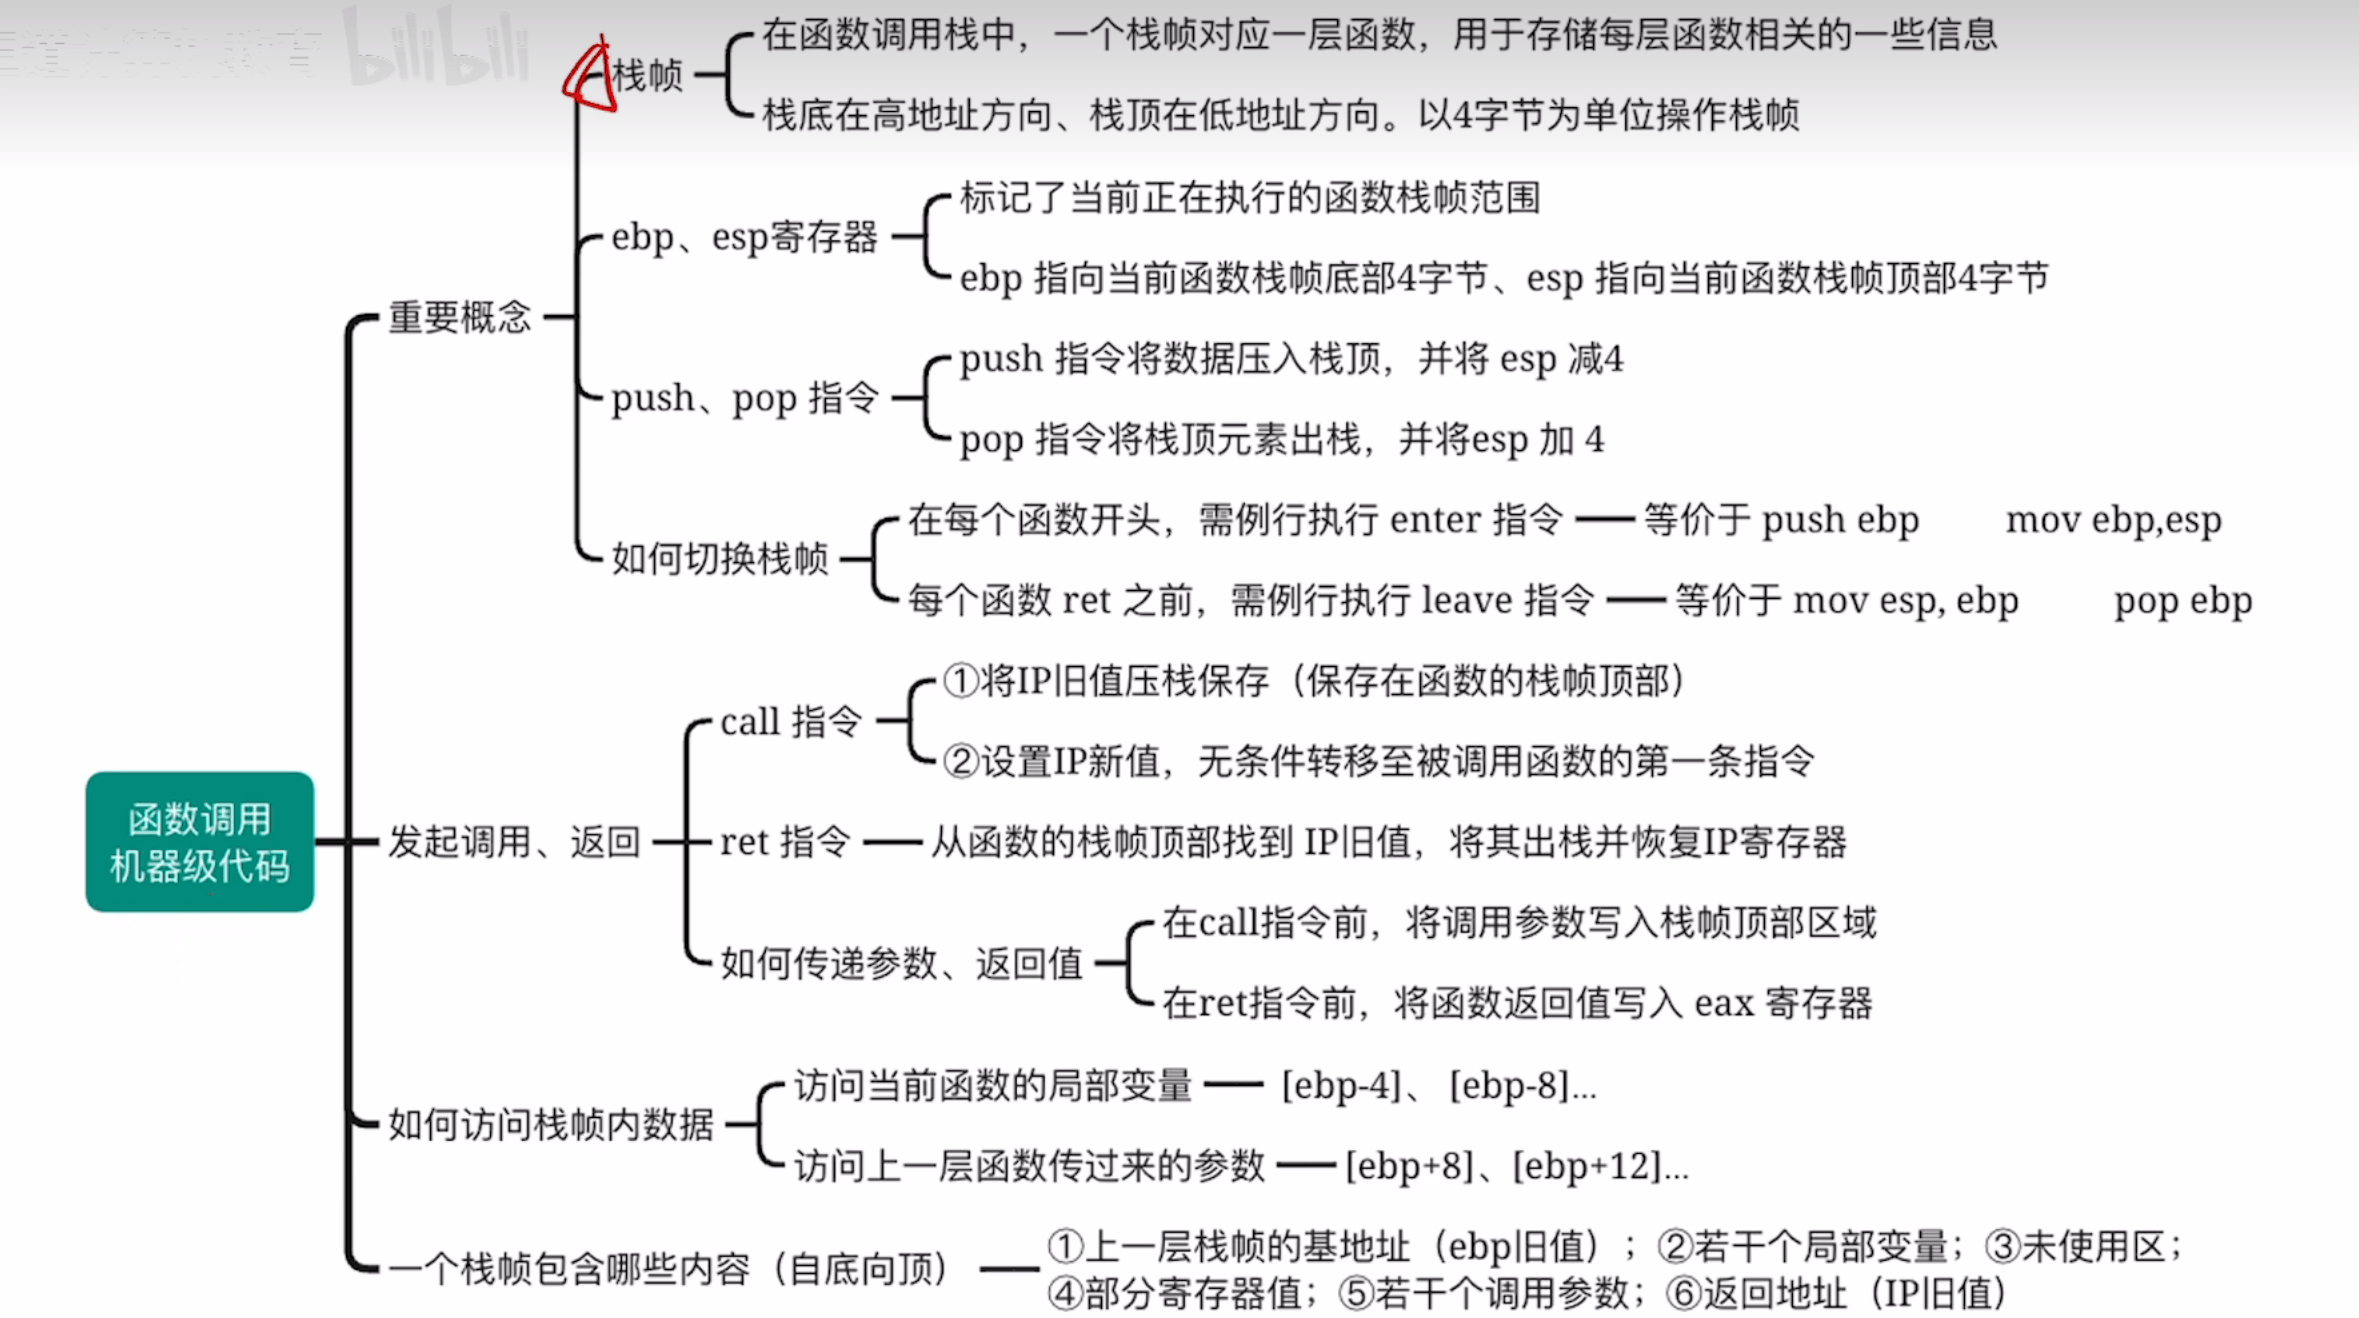 bilibili
在函数调用栈中，一个栈帧对应一层函数，用于存储每层函数相关的一些信息
栈帧
栈底在高地址方向、栈顶在低地址方向。以4字节为单位操作栈帧
标记了当前正在执行的函数栈帧范围
ebp、esp寄存器
ebp 指向当前函数栈帧底部4字节、esp 指向当前函数栈帧顶部4字节
重要概念
push 指令将数据压入栈顶，并将 esp 减4
push、pop 指令
pop 指令将栈顶元素出栈，并将esp 加 4
在每个函数开头，需例行执行 enter 指令 等价于 push ebp mov ebp,esp
如何切换栈帧
每个函数 ret 之前，需例行执行 leave 指令 等价于 mov esp, ebp pop ebp
①将IP旧值压栈保存（保存在函数的栈帧顶部）
call 指令
②设置IP新值，无条件转移至被调用函数的第一条指令
函数调用
机器级代码
发起调用、返回
ret 指令 从函数的栈帧顶部找到 IP旧值，将其出栈并恢复IP寄存器
在call指令前，将调用参数写入栈帧顶部区域
如何传递参数、返回值
在ret指令前，将函数返回值写入 eax 寄存器
访问当前函数的局部变量 [ebp-4]、 [ebp-8]...
如何访问栈帧内数据
访问上一层函数传过来的参数 [ebp+8]、[ebp+12]...
一个栈帧包含哪些内容（自底向顶）
①上一层栈帧的基地址（ebp旧值）；②若干个局部变量；③未使用区；
④部分寄存器值；⑤若干个调用参数；⑥返回地址（IP旧值）